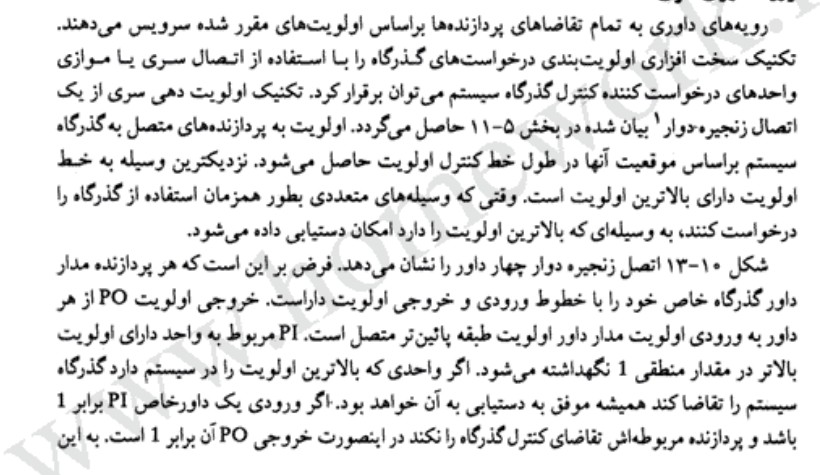 رویه‌های داوری به تمام تقاضاهای پردازنده‌ها براساس اولویت‌های مقرر شده سرویس می‌دهند.
تکنیک سخت افزاری اولویت‌بندی درخواست‌های گذرگاه را با استفاده از اتصال سری یا موازی
واحدهای درخواست کننده کنترل گذرگاه سیستم می‌توان برقرار کرد. تکنیک اولویت دهی سری از یک
اتصال زنجیره دوار۱ بیان شده در بخش ۵-۱۱ حاصل می‌گردد. اولویت به پردازنده‌های متصل به گذرگاه
سیستم براساس موقعیت آنها در طول خط کنترل اولویت حاصل می‌شود. نزدیکترین وسیله به خط
اولویت دارای بالاترین اولویت است. وقتی که وسیله‌های متعددی بطور همزمان استفاده از گذرگاه را
درخواست کنند، به وسیله‌ای که بالاترین اولویت را دارد امکان دستیابی داده می‌شود.
شکل ۱۰-۱۳ اتصل زنجیره دوار چهار داور را نشان می‌دهد. فرض بر این است که هر پردازنده مدار
داور گذرگاه خاص خود را با خطوط ورودی و خروجی اولویت داراست. خروجی اولویت PO از هر
داور به ورودی اولویت مدار داور اولویت طبقه پائین‌تر متصل است. PI مربوط به واحد دارای اولویت
بالاتر در مقدار منطقی 1 نگهداشته می‌شود. اگر واحدی که بالاترین اولویت را در سیستم دارد گذرگاه
سیستم را تقاضا کند همیشه موفق به دستیابی به آن خواهد بود. اگر ورودی یک داورخاص PI برابر 1
باشد و پردازنده مربوطه‌اش تقاضای کنترل گذرگاه را نکند در اینصورت خروجی PO آن برابر 1 است. به این
www.homework.